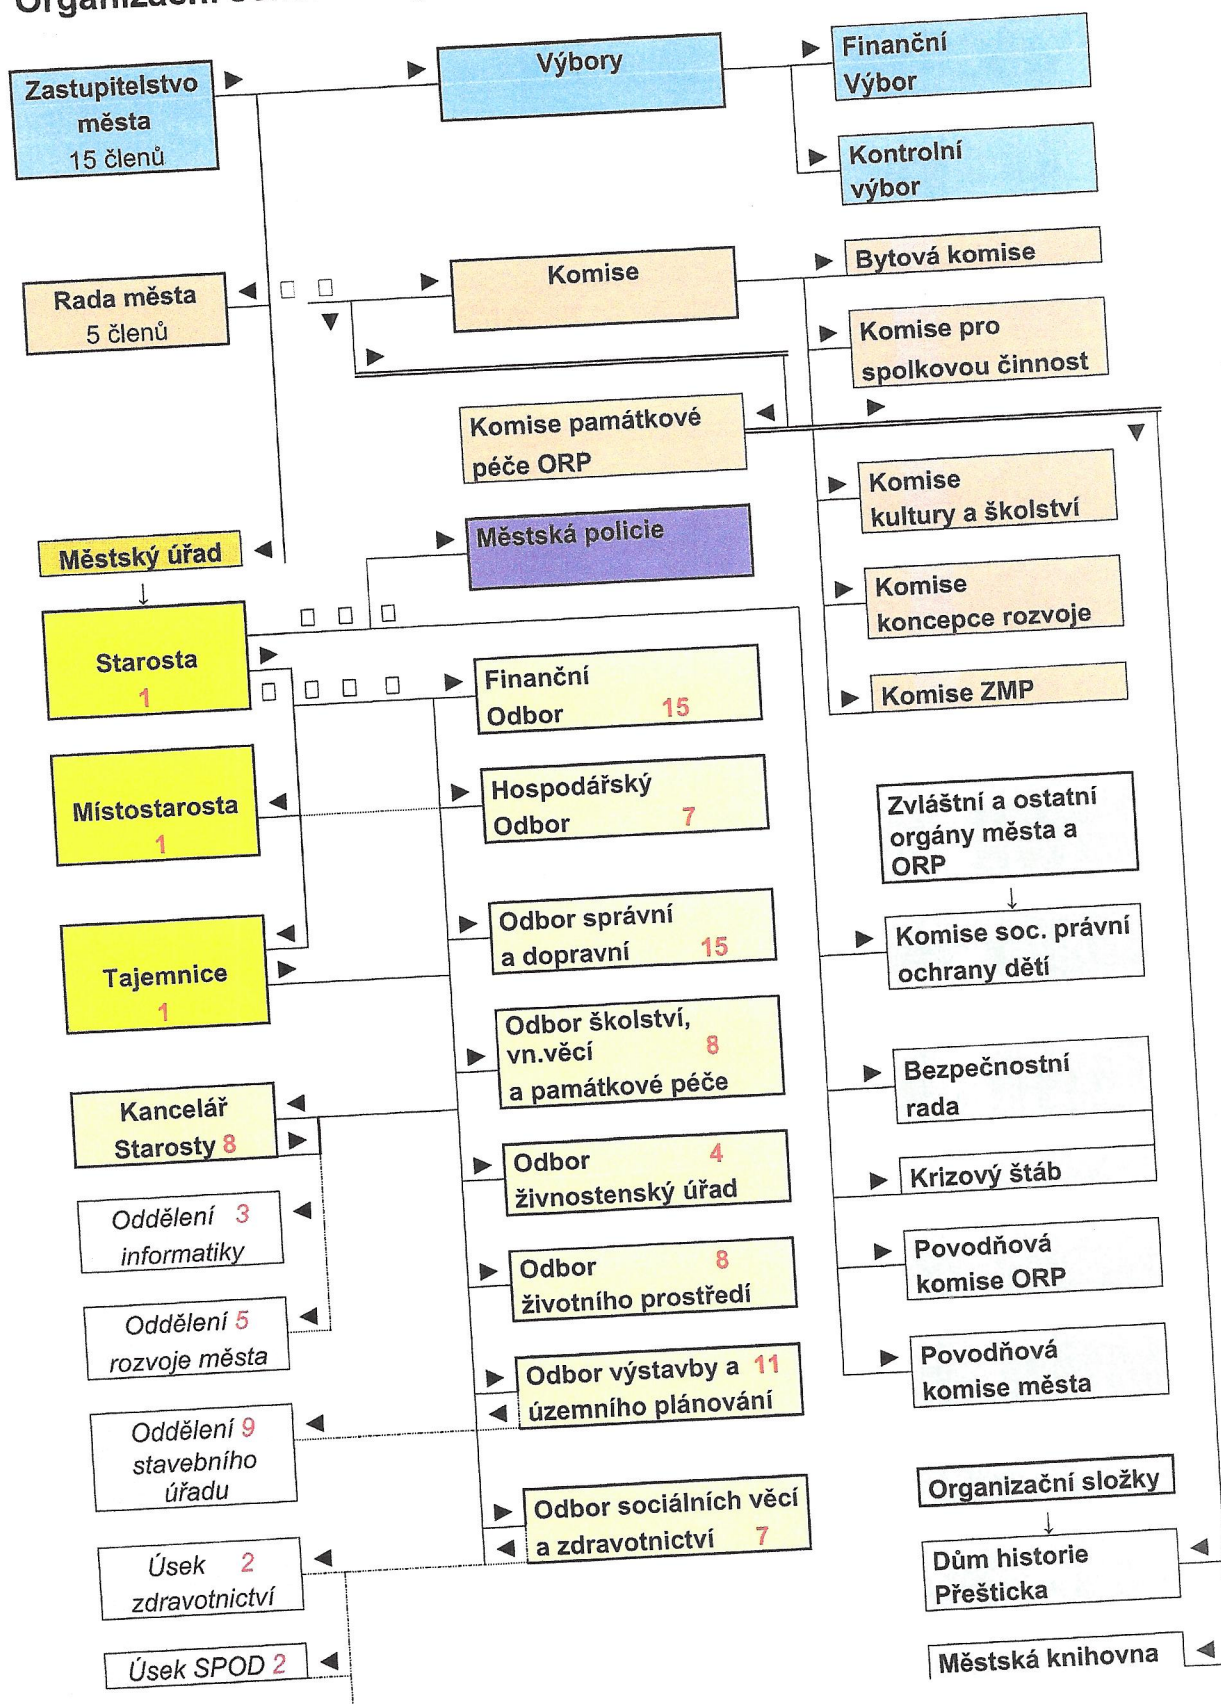 Organizační
Zastupitelstvo
města
15 členů
Výbory
Finanční
Výbor
Kontrolní
výbor
Rada města
5 členů
Komise
Bytová komise
Komise pro
spolkovou činnost
Komise památkové
péče ORP
Komise
kultury a školství
Městská policie
Městský úřad
Komise
koncepce rozvoje
Starosta
1
Finanční
Odbor 15
Komise ZMP
Místostarosta
1
Hospodářský
Odbor 7
Zvláštní a ostatní
orgány města a
ORP
Odbor správní
a dopravní 15
Komise soc. právní
ochrany dětí
Tajemnice
1
Odbor školství,
vn.věcí 8
a památkové péče
Bezpečnostní
rada
Kancelář
Starosty 8
Odbor 4
živnostenský úřad
Krizový štáb
Oddělení 3
informatiky
Odbor 8
životního prostředí
Povodňová
komise ORP
Oddělení 5
rozvoje města
Odbor výstavby a 11
územního plánování
Povodňová
komise města
Oddělení 9
stavebního
úřadu
Organizační složky
Odbor sociálních věcí
a zdravotnictví 7
Úsek 2
zdravotnictví
Dům historie
Přešticka
Úsek SPOD 2
Městská knihovna